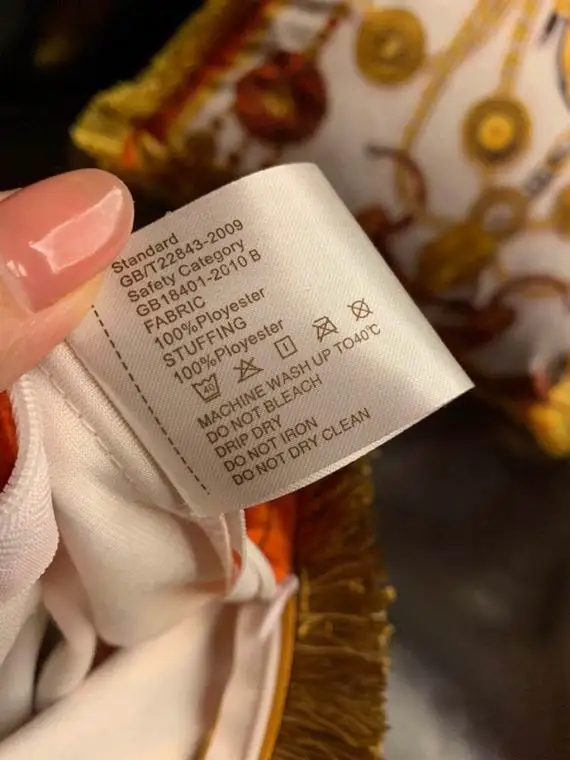 Standard
GB/T22843-2009
Safety Category
GB18401-2010 B
FABRIC
100%Ployester
STUFFING
100%Ployester
40
MACHINE WASH UP TO40℃
DO NOT BLEACH
DRIP DRY
DO NOT IRON
DO NOT DRY CLEAN